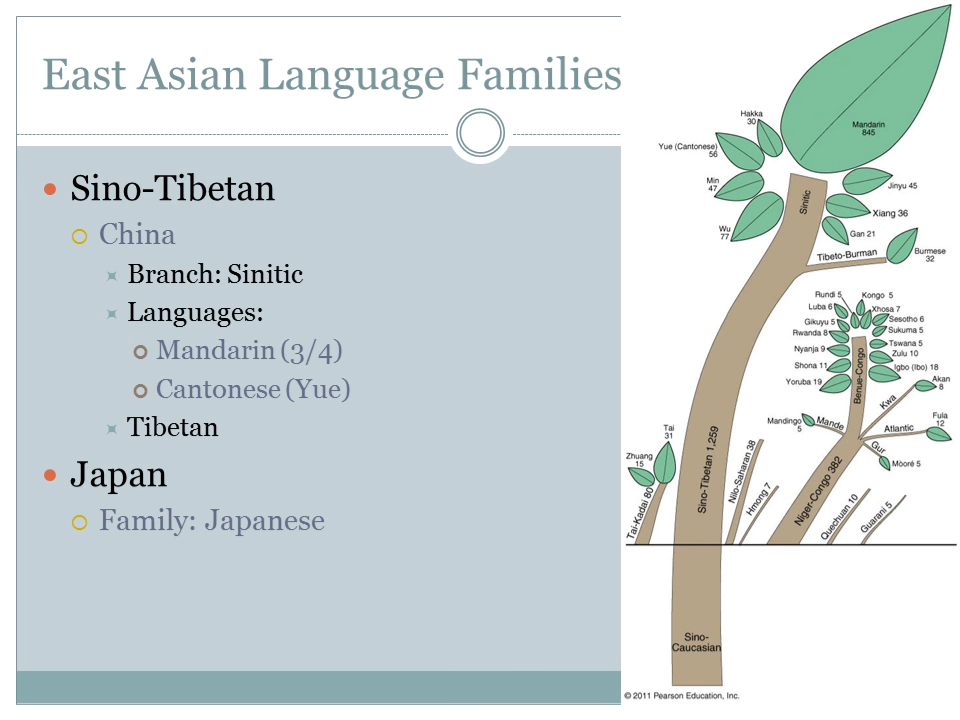 East Asian Language Families
Sino-Tibetan
China
Branch: Sinitic
Languages:
Mandarin (3/4)
Cantonese (Yue)
Tibetan
Japan
Family: Japanese
Mandarin
845
Hakka
30
Yue (Cantonese)
56
Min
47
Wu
77
Sinitic
Jinyu 45
Xiang 36
Gan 21
Tibeto-Burman
Burmese
32
Rundi 5
Kongo 5
Luba 6
Xhosa 7
Gikuyu 5
Sesotho 6
Rwanda 8
Sukuma 5
Nyanja 9
Tswana 5
Zulu 10
Shona 11
Igbo (Ibo) 18
Yoruba 19
Benue-Congo
Akan
8
Kwa
Mandingo
5
Mande
Atlantic
Fula
12
Gur
Mòoré 5
Tai
31
Zhuang
15
Tai-Kadai 80
Sino-Tibetan 1,259
Nilo-Saharan 38
Hmong 7
Niger-Congo 382
Quechuan 10
Guarani 5
Sino-
Caucasian
© 2011 Pearson Education, Inc.